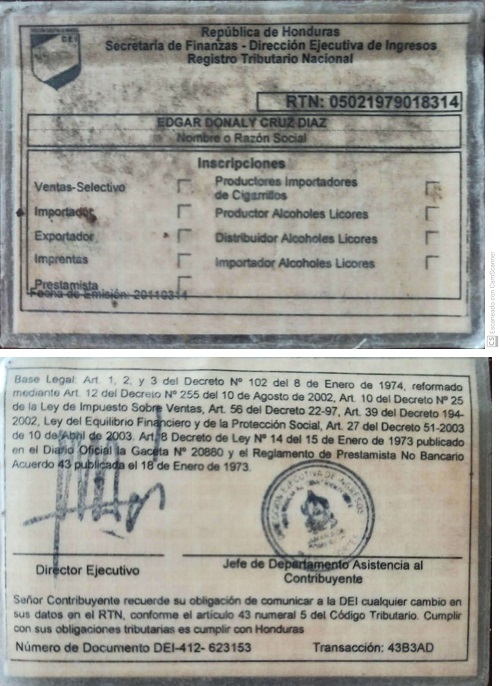 DEI
República de Honduras
Secretaria de Finanzas - Dirección Ejecutiva de Ingresos
Registro Tributario Nacional
RTN: 05021979018314
EDGAR DONALY CRUZ DIAZ
Nombre o Razón Social
Inscripciones
Ventas-Selectivo
Productores Importadores
de Cigarrillos
Importador
Productor Alcoholes Licores
Exportador
Distribuidor Alcoholes Licores
Imprentas
Importador Alcoholes Licores
Prestamista
Fecha de Emisión: 20110314
CS Escaneado con CamScanner
Base Legal: Art. 1, 2, y 3 del Decreto Nº 102 del 8 de Enero de 1974, reformado
mediante Art. 12 del Decreto Nº 255 del 10 de Agosto de 2002, Art. 10 del Decreto Nº 25
de la Ley de Impuesto Sobre Ventas, Art. 56 del Decreto 22-97, Art. 39 del Decreto 194-
2002, Ley del Equilibrio Financiero y de la Protección Social, Art. 27 del Decreto 51-2003
de 10 de Abril de 2003, Art. 8 Decreto de Ley Nº 14 del 15 de Enero de 1973 publicado
en el Diario Oficial la Gaceta Nº 20880 y el Reglamento de Prestamista No Bancario
Acuerdo 43 publicada el 18 de Enero de 1973.
DIRECCION EJECUTIVA DE INGRESOS
Director Ejecutivo
Jefe de Departamento Asistencia al
Contribuyente
Señor Contribuyente recuerde su obligación de comunicar a la DEI cualquier cambio en
sus datos en el RTN, conforme el artículo 43 numeral 5 del Código Tributario. Cumplir
con sus obligaciones tributarias es cumplir con Honduras
Número de Documento DEI-412- 623153
Transacción: 43B3AD